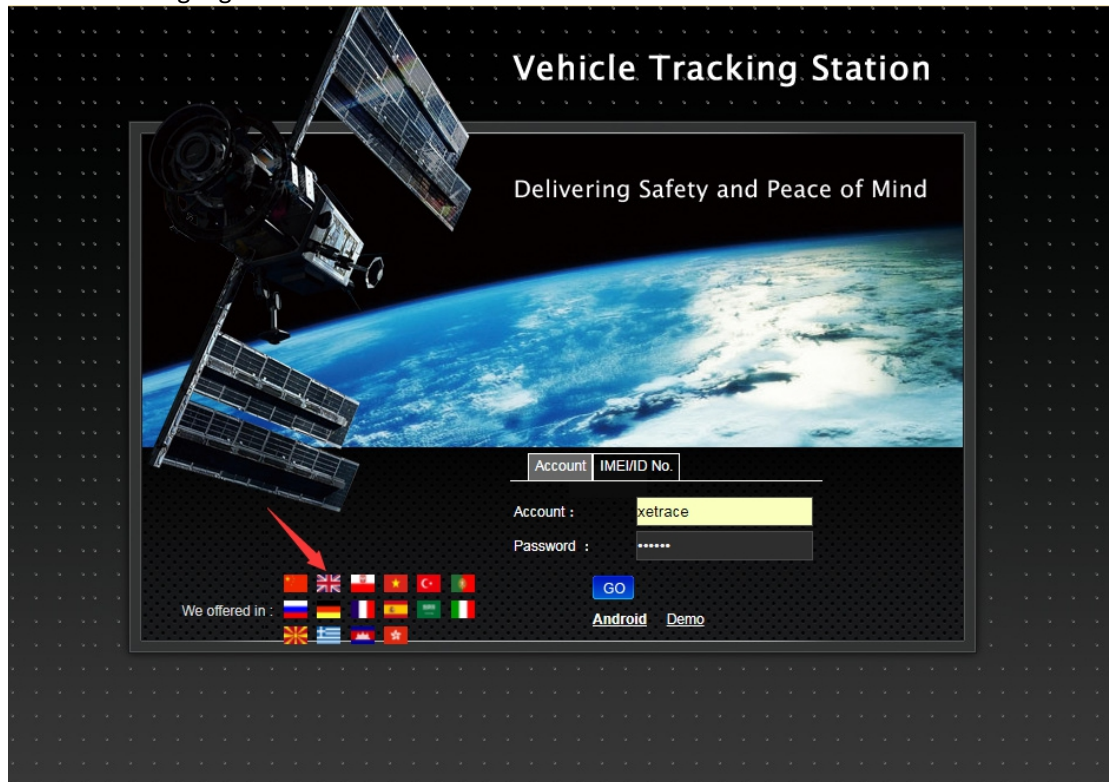 Vehicle Tracking Station
Delivering Safety and Peace of Mind
Account IMEI/ID No.
Account : xetrace
Password : ••••••
GO
We offered in :
Android Demo